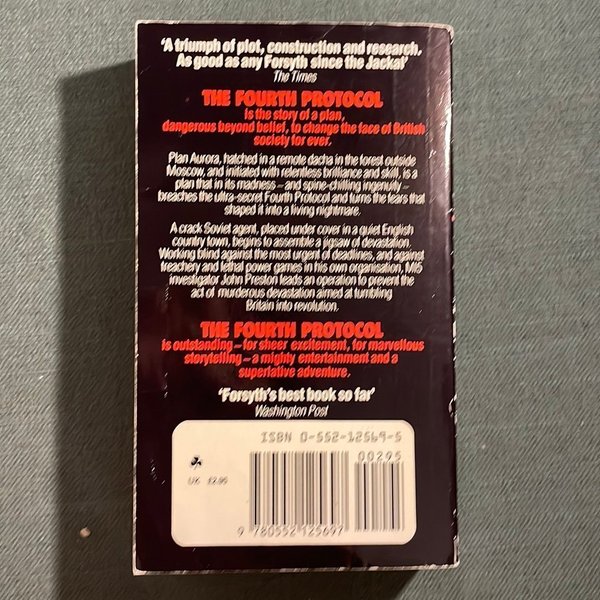 'A triumph of plot, construction and research.
As good as any Forsyth since the Jackal'
The Times
THE FOURTH PROTOCOL
is the story of a plan,
dangerous beyond belief, to change the face of British
society for ever.
Plan Aurora, hatched in a remote dacha in the forest outside
Moscow, and initiated with relentless brilliance and skill, is a
plan that in its madness – and spine-chilling ingenuity –
breaches the ultra-secret Fourth Protocol and turns the fears that
shaped it into a living nightmare.
A crack Soviet agent, placed under cover in a quiet English
country town, begins to assemble a jigsaw of devastation.
Working blind against the most urgent of deadlines, and against
treachery and lethal power games in his own organisation, MI5
investigator John Preston leads an operation to prevent the
act of murderous devastation aimed at tumbling
Britain into revolution.
THE FOURTH PROTOCOL
is outstanding – for sheer excitement, for marvellous
storytelling – a mighty entertainment and a
superlative adventure.
'Forsyth's best book so far'
Washington Post
ISBN 0-552-12569-5
00295
UK £2.95
9 780552 125697